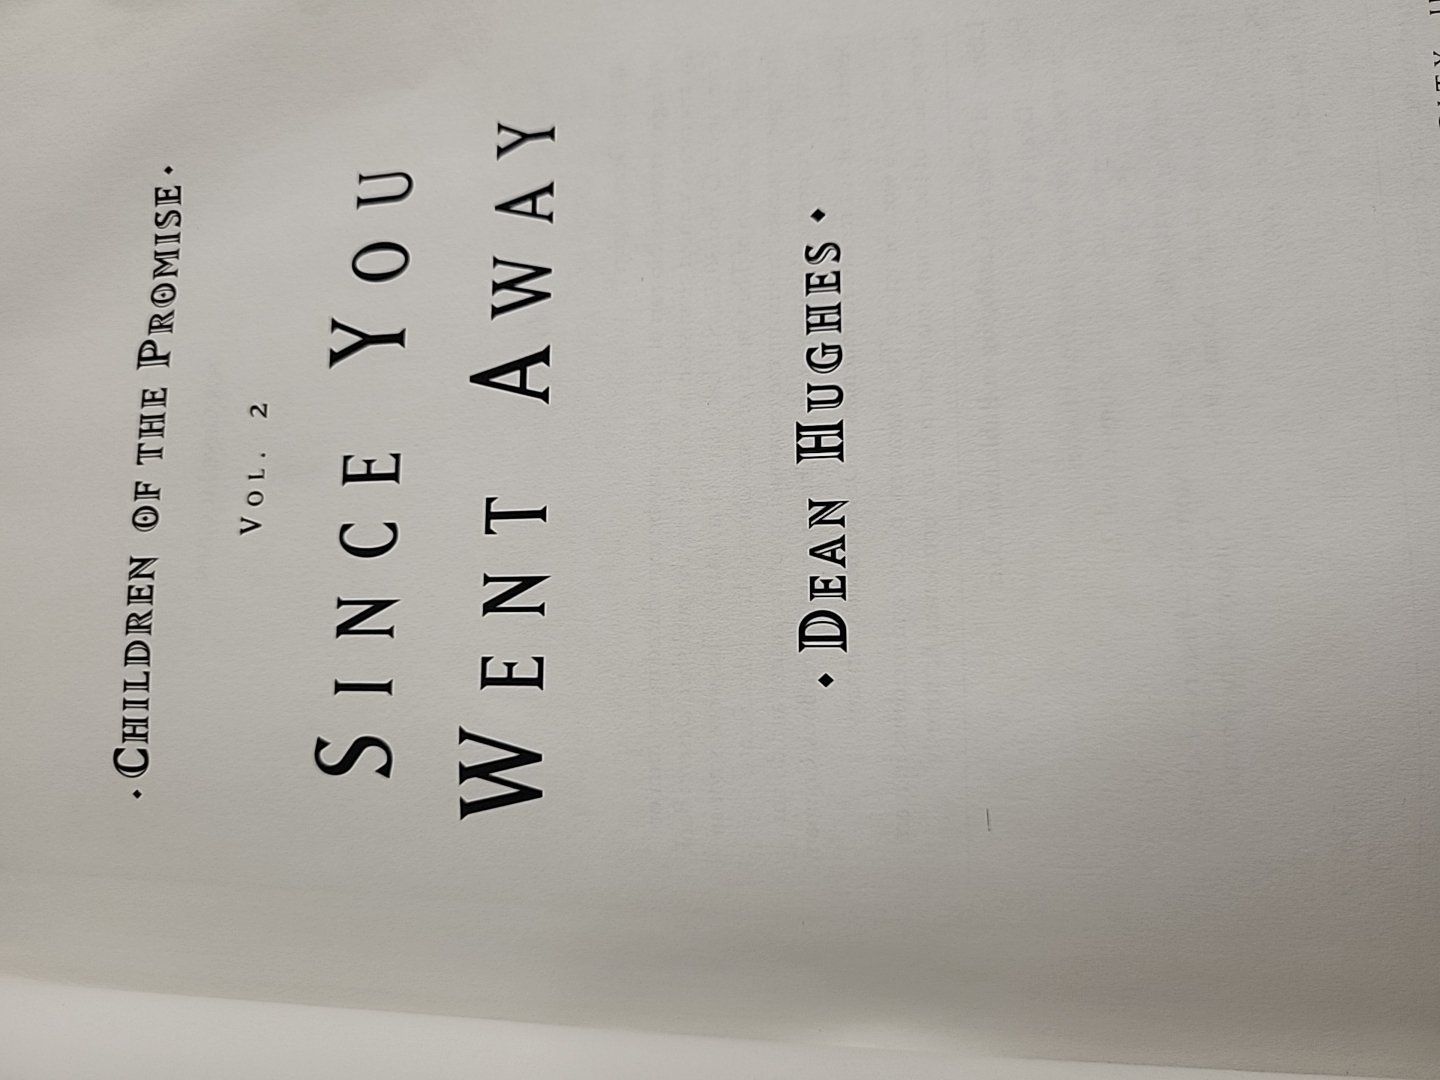 · Children of the Promise ·
Vol. 2
Since You
Went Away
· Dean Hughes ·